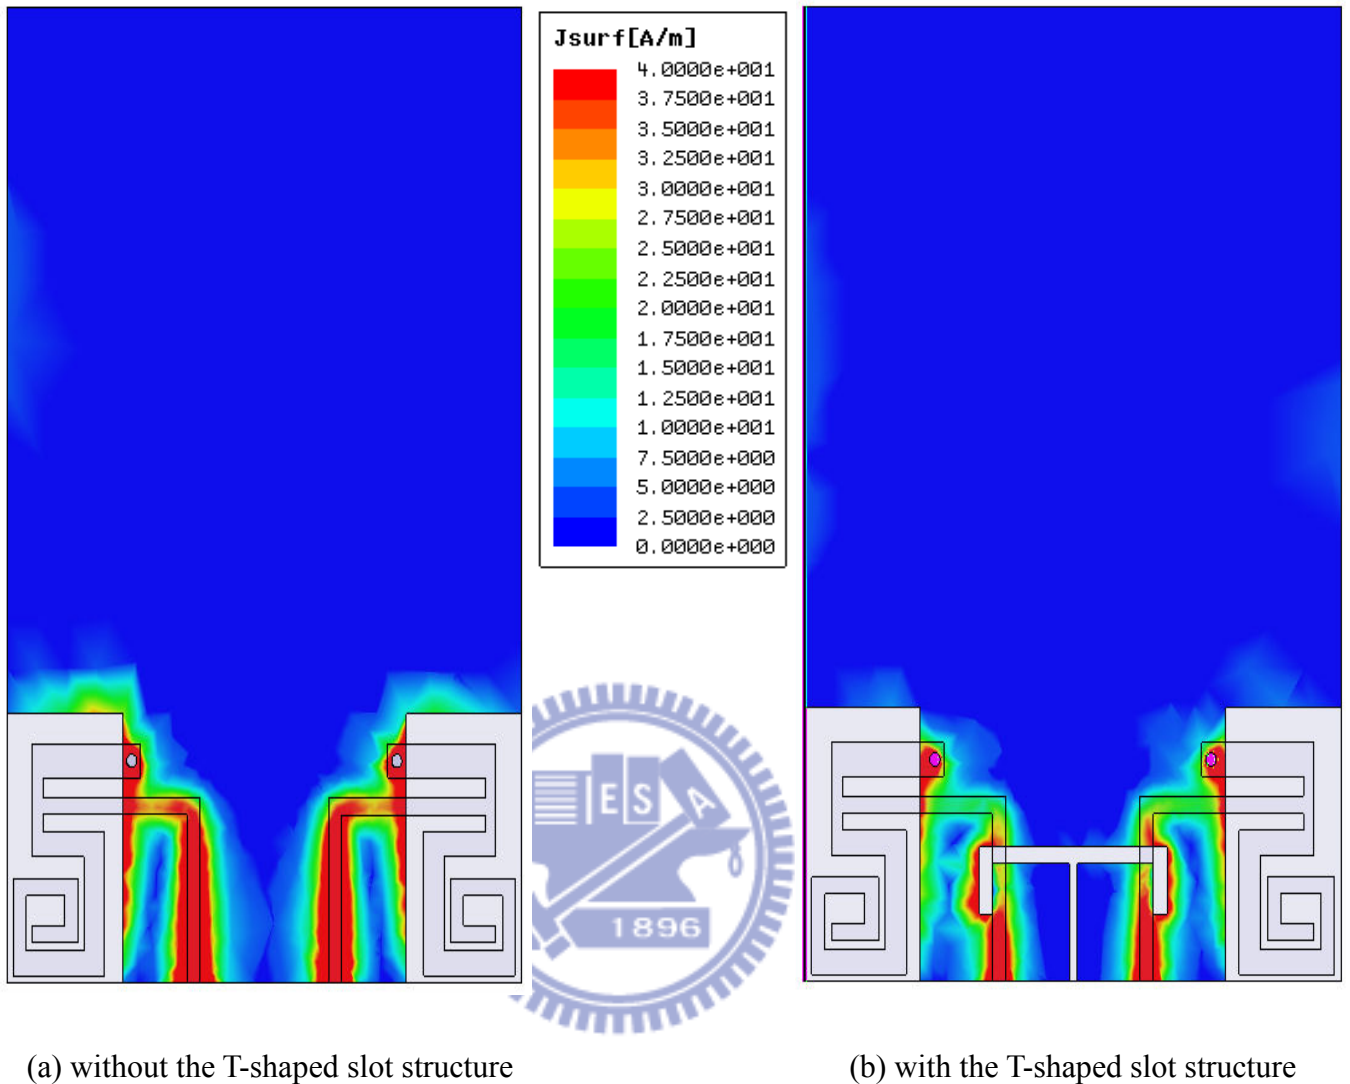 Jsurf[A/m]
4.0000e+001
3.7500e+001
3.5000e+001
3.2500e+001
3.0000e+001
2.7500e+001
2.5000e+001
2.2500e+001
2.0000e+001
1.7500e+001
1.5000e+001
1.2500e+001
1.0000e+001
7.5000e+000
5.0000e+000
2.5000e+000
0.0000e+000
E S A
1896
(a) without the T-shaped slot structure
(b) with the T-shaped slot structure